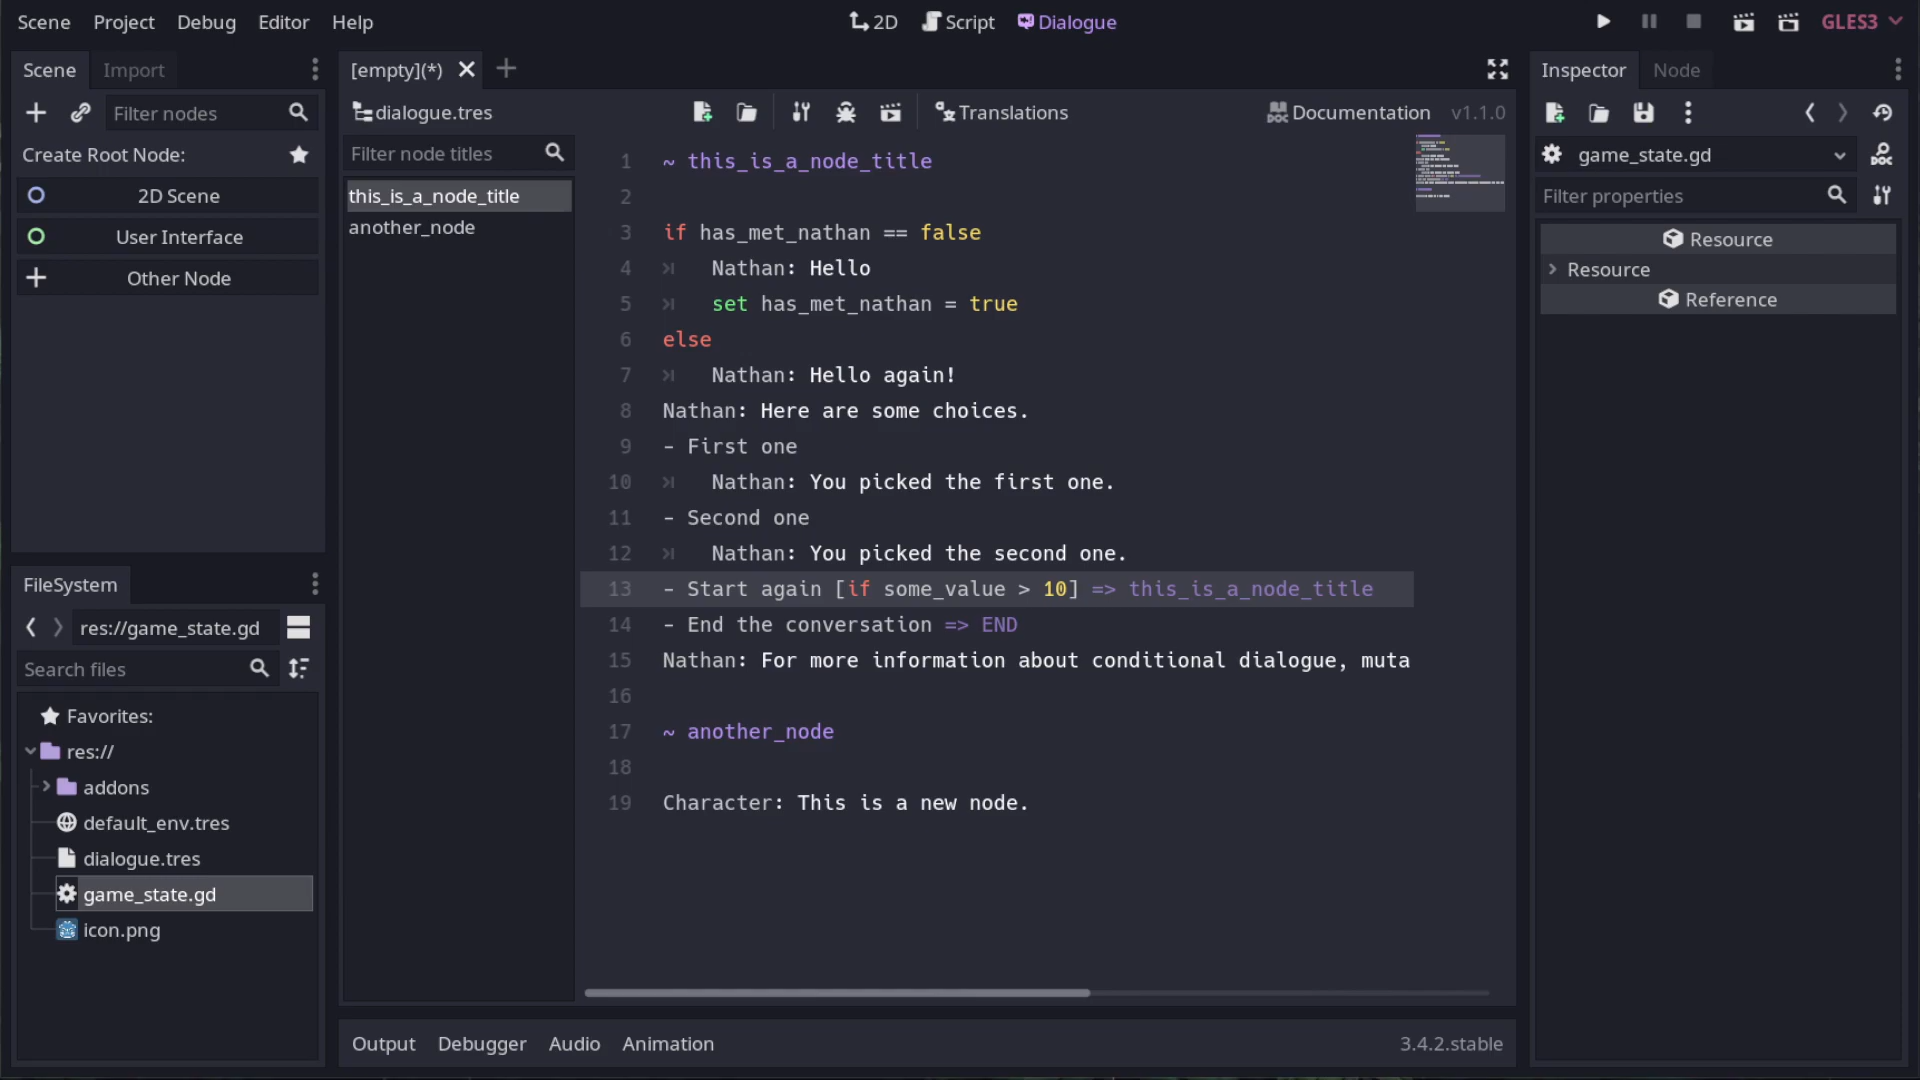 Scene Project Debug Editor Help
2D Script Dialogue
GLES3
Scene Import
Filter nodes
Create Root Node:
2D Scene
User Interface
Other Node
FileSystem
res://game_state.gd
Search files
Favorites:
res://
addons
default_env.tres
dialogue.tres
game_state.gd
icon.png
[empty](*)
dialogue.tres
Translations
Documentation v1.1.0
Filter node titles
this_is_a_node_title
another_node
1 ~ this_is_a_node_title
2
3 if has_met_nathan == false
4 Nathan: Hello
5 set has_met_nathan = true
6 else
7 Nathan: Hello again!
8 Nathan: Here are some choices.
9 - First one
10 Nathan: You picked the first one.
11 - Second one
12 Nathan: You picked the second one.
13 - Start again [if some_value > 10] => this_is_a_node_title
14 - End the conversation => END
15 Nathan: For more information about conditional dialogue, muta
16
17 ~ another_node
18
19 Character: This is a new node.
Output Debugger Audio Animation
3.4.2.stable
Inspector Node
game_state.gd
DOC
Filter properties
Resource
Resource
Reference